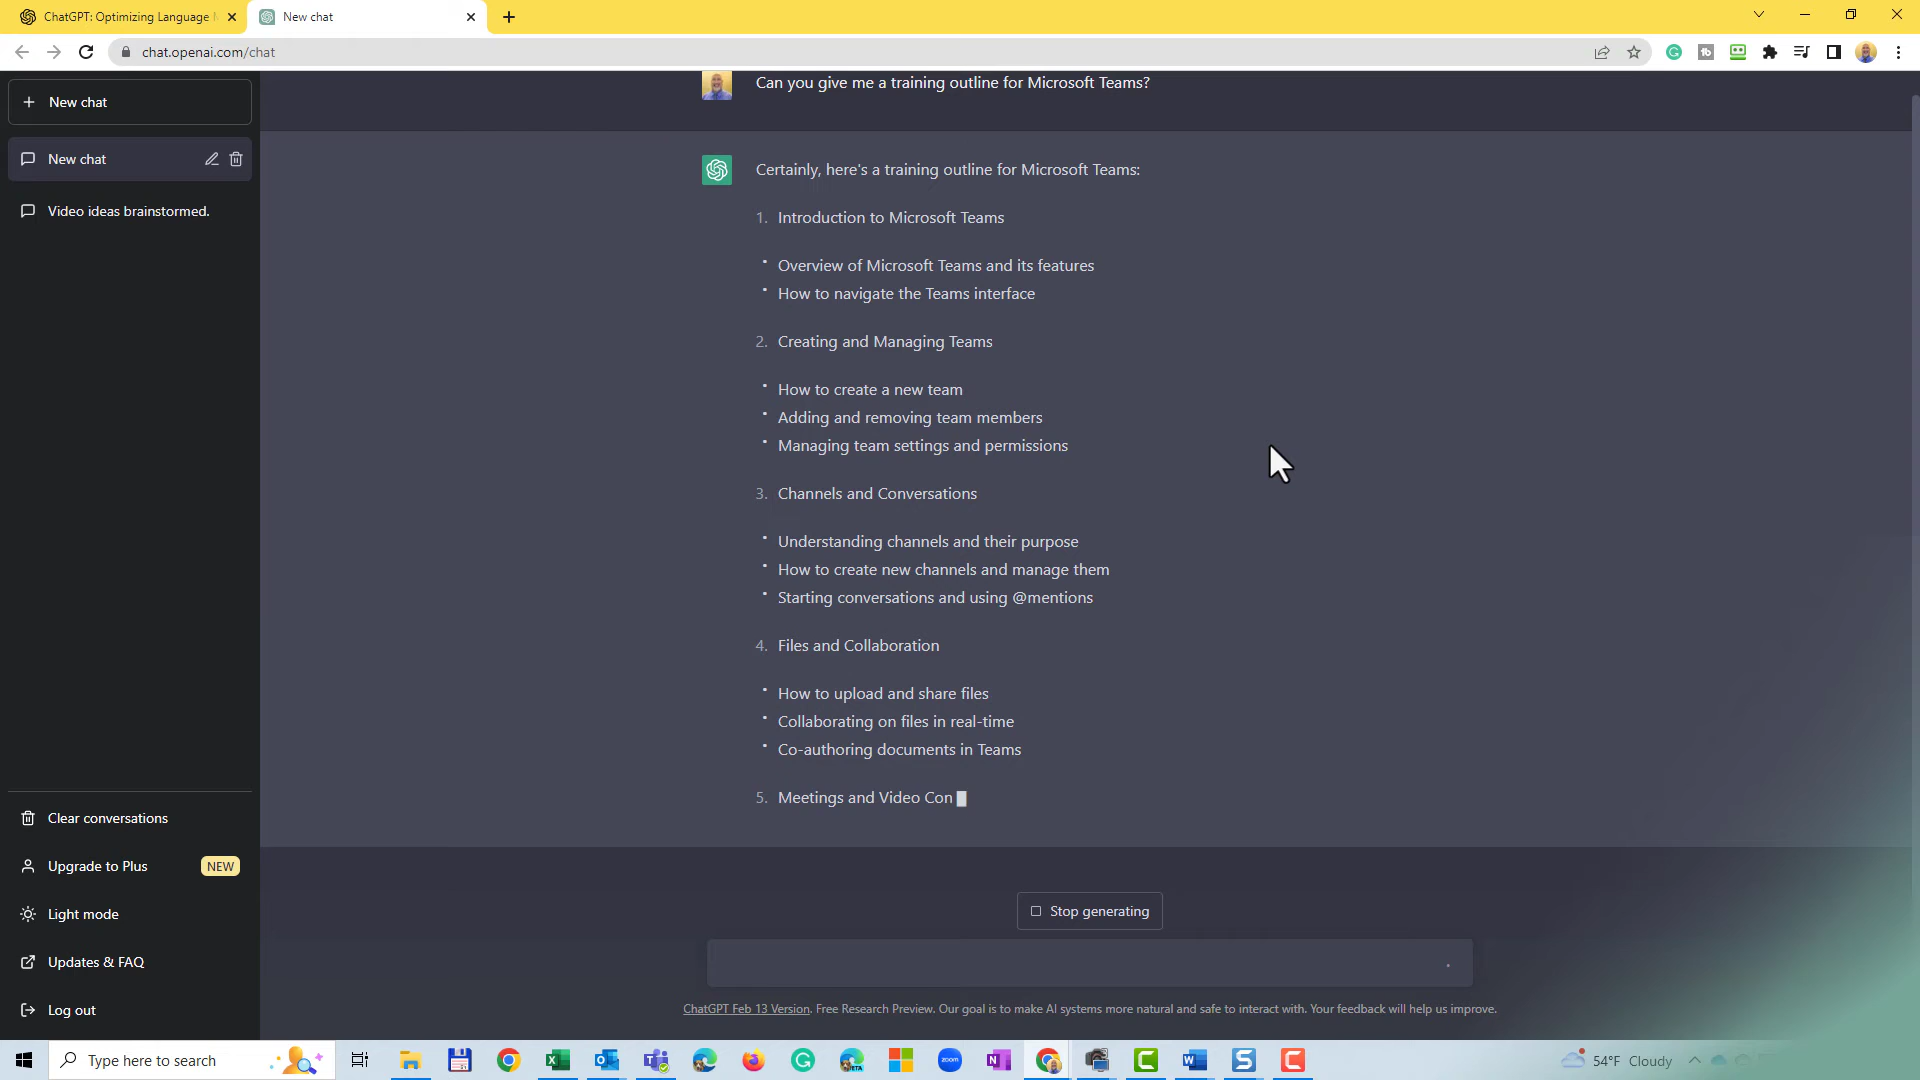 ChatGPT: Optimizing Language
New chat
chat.openai.com/chat
New chat
New chat
Video ideas brainstormed.
Can you give me a training outline for Microsoft Teams?
Certainly, here's a training outline for Microsoft Teams:
1. Introduction to Microsoft Teams
• Overview of Microsoft Teams and its features
• How to navigate the Teams interface
2. Creating and Managing Teams
• How to create a new team
• Adding and removing team members
• Managing team settings and permissions
3. Channels and Conversations
• Understanding channels and their purpose
• How to create new channels and manage them
• Starting conversations and using @mentions
4. Files and Collaboration
• How to upload and share files
• Collaborating on files in real-time
• Co-authoring documents in Teams
5. Meetings and Video Con
Clear conversations
Upgrade to Plus NEW
Light mode
Updates & FAQ
Log out
Stop generating
ChatGPT Feb 13 Version. Free Research Preview. Our goal is to make AI systems more natural and safe to interact with. Your feedback will help us improve.
Type here to search
BETA
zoom
54°F Cloudy